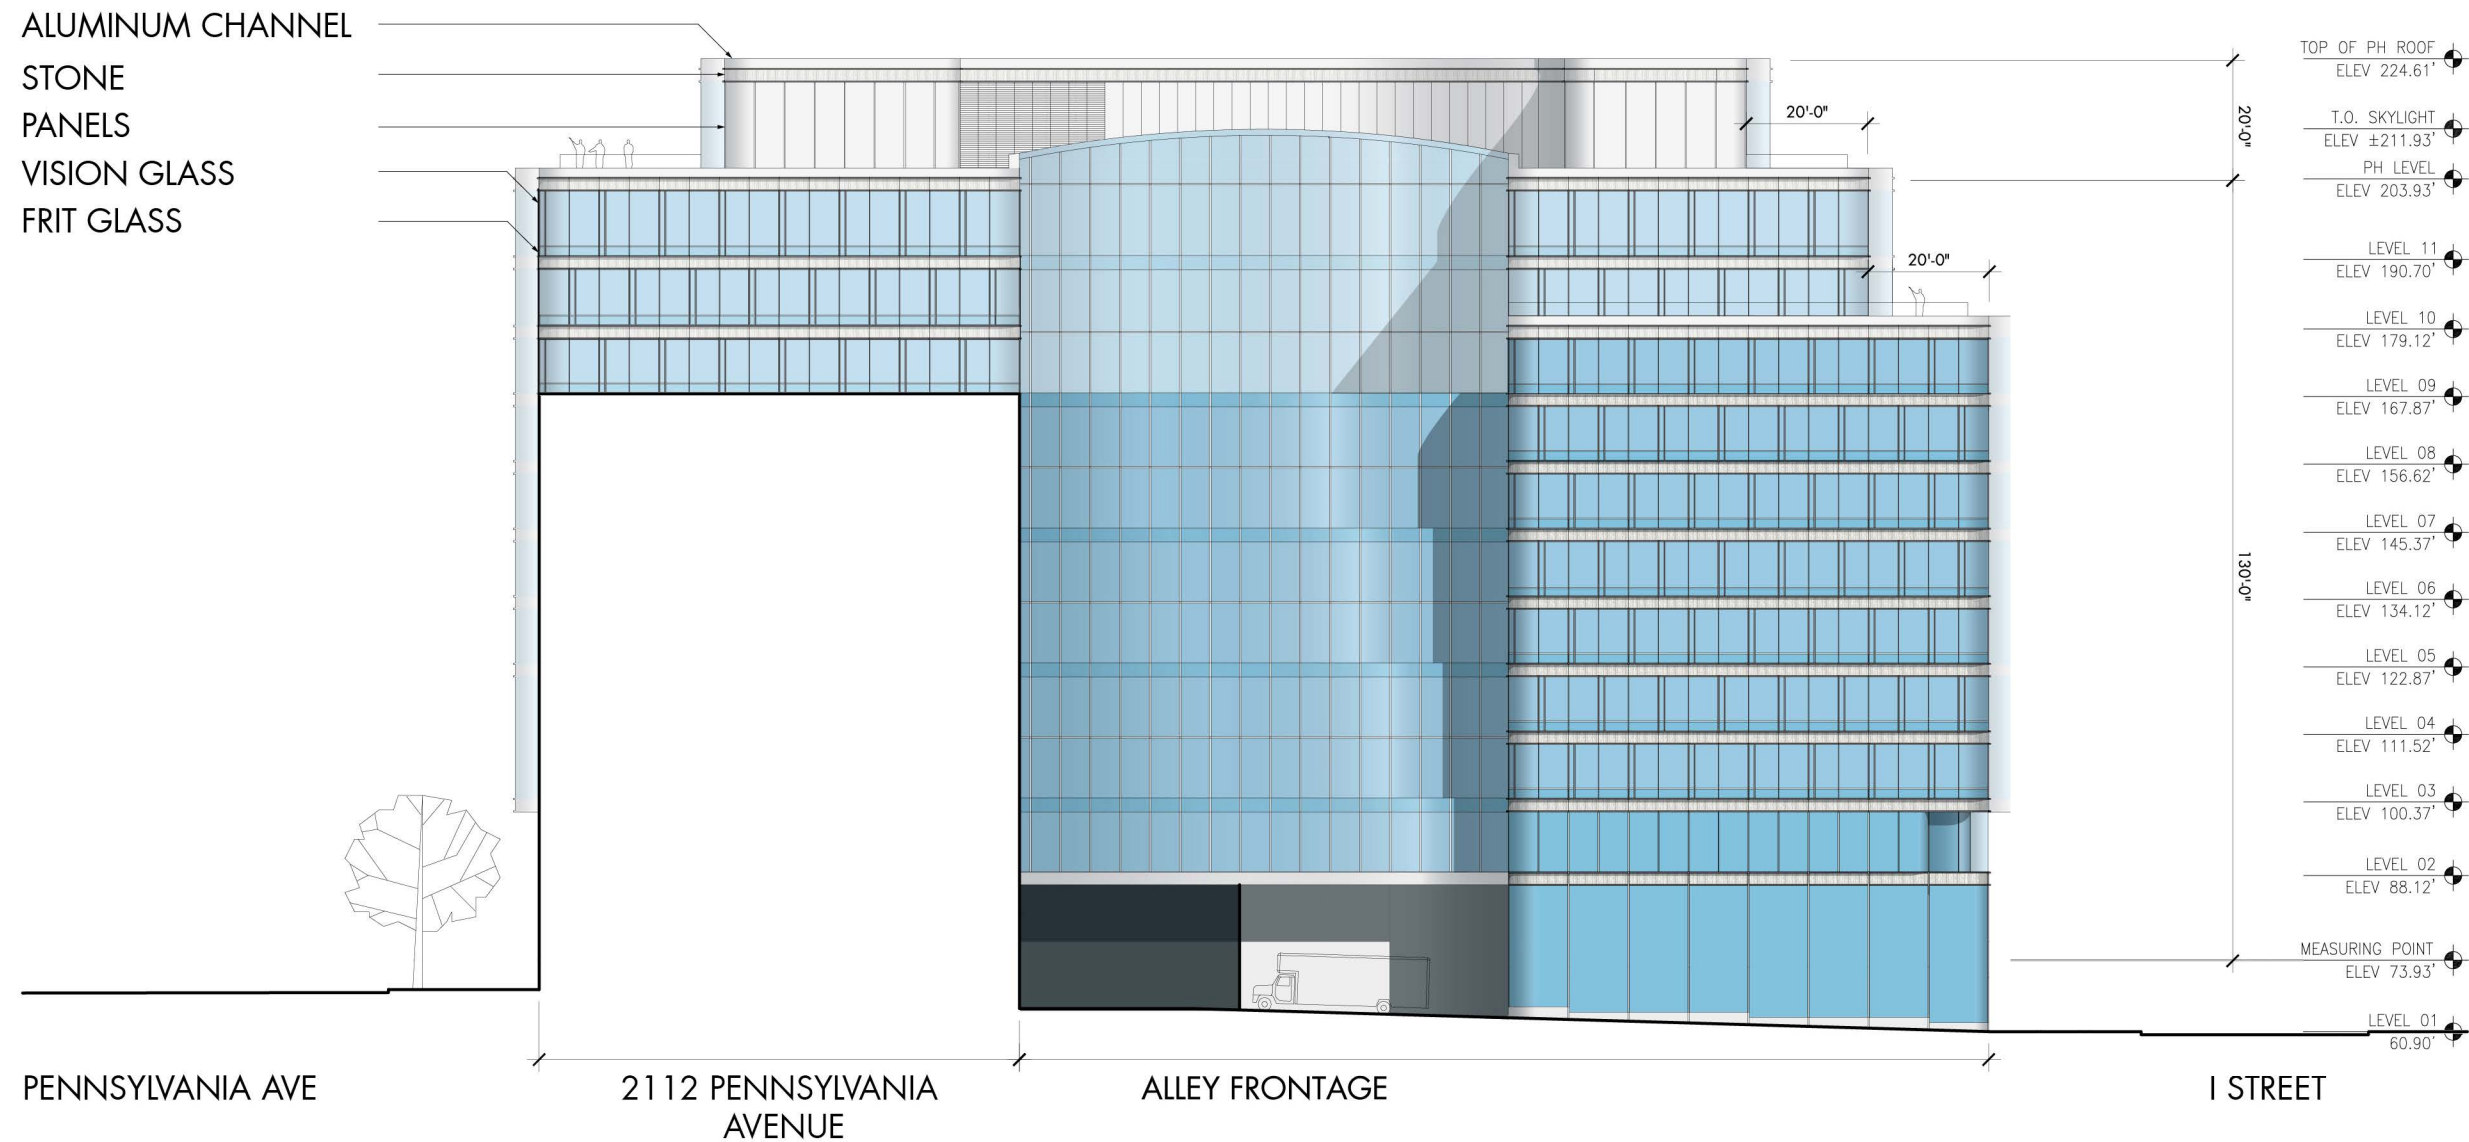 ALUMINUM CHANNEL
STONE
PANELS
VISION GLASS
FRIT GLASS
20'-0"
20'-0"
20'-0"
130'-0"
TOP OF PH ROOF
ELEV 224.61'
T.O. SKYLIGHT
ELEV ±211.93'
PH LEVEL
ELEV 203.93'
LEVEL 11
ELEV 190.70'
LEVEL 10
ELEV 179.12'
LEVEL 09
ELEV 167.87'
LEVEL 08
ELEV 156.62'
LEVEL 07
ELEV 145.37'
LEVEL 06
ELEV 134.12'
LEVEL 05
ELEV 122.87'
LEVEL 04
ELEV 111.52'
LEVEL 03
ELEV 100.37'
LEVEL 02
ELEV 88.12'
MEASURING POINT
ELEV 73.93'
LEVEL 01
60.90'
PENNSYLVANIA AVE
2112 PENNSYLVANIA
AVENUE
ALLEY FRONTAGE
I STREET